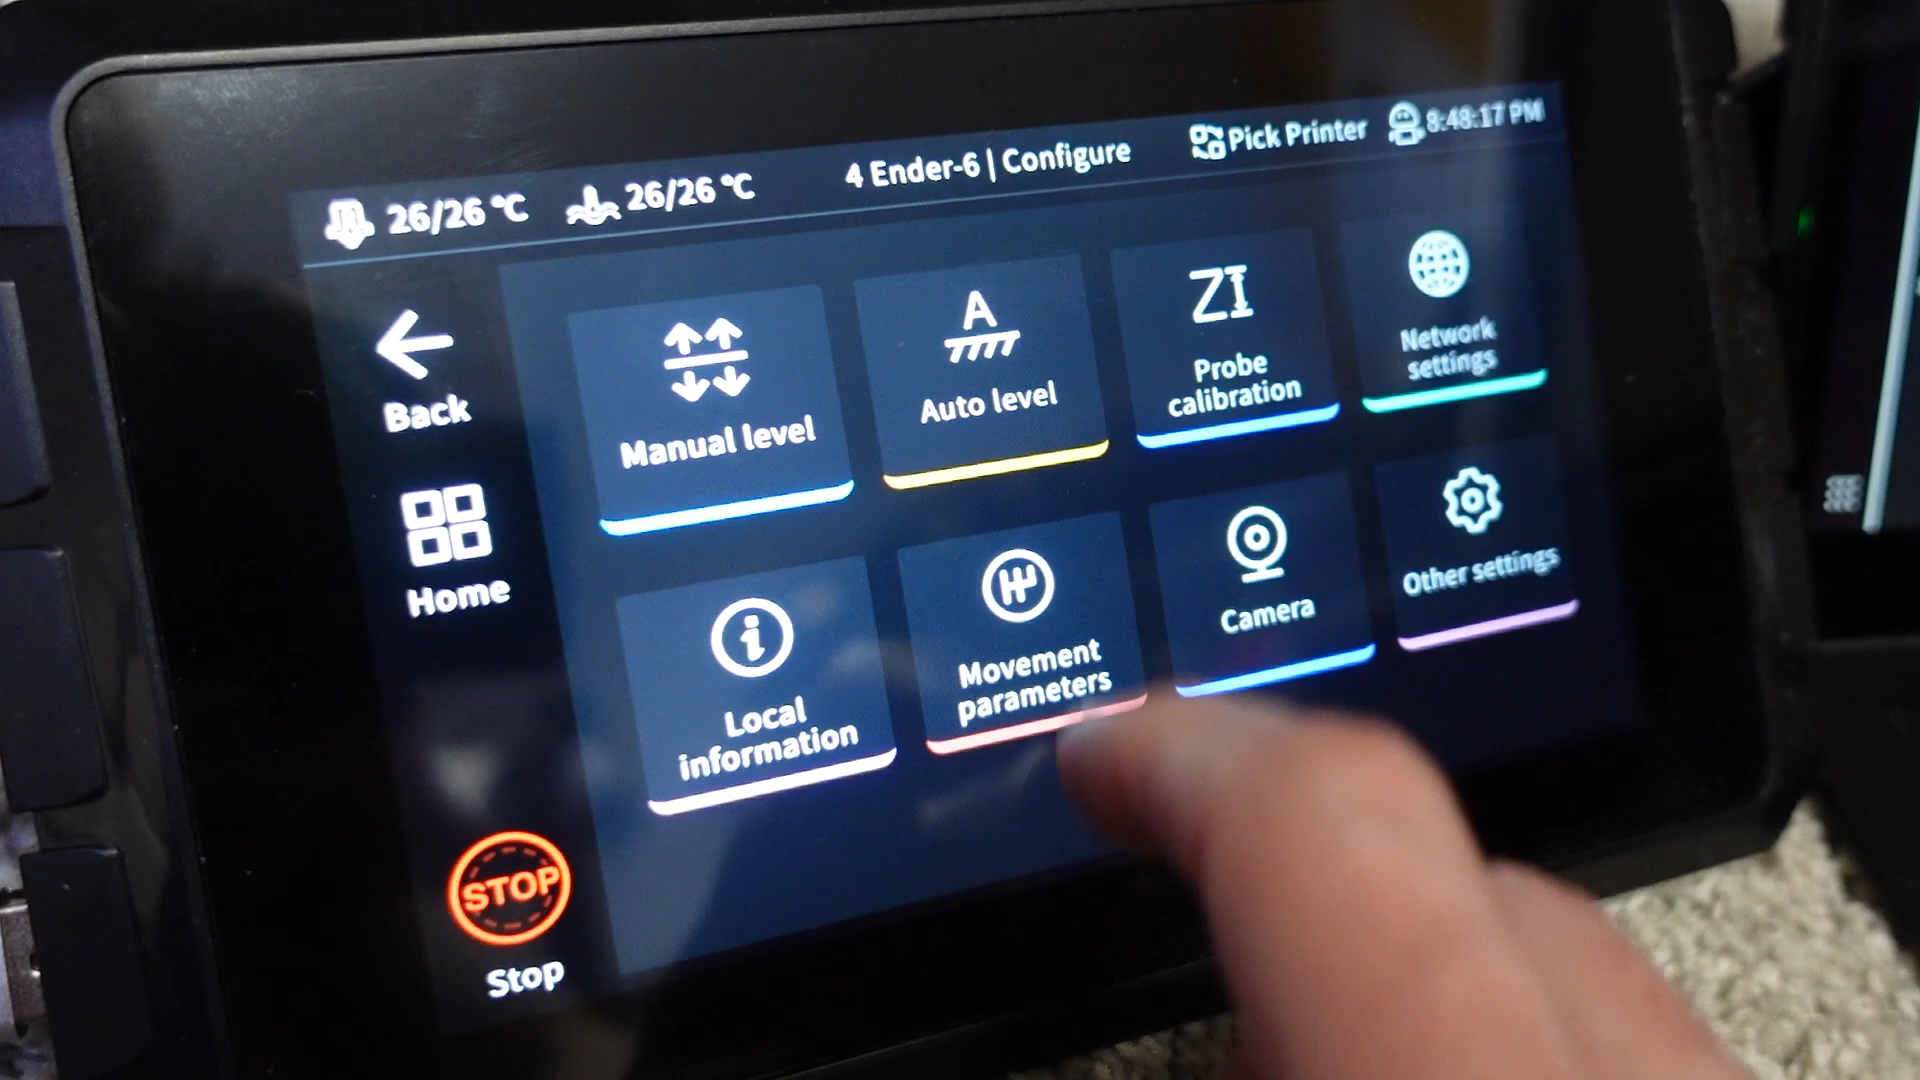 26/26 °C
26/26 °C
4 Ender-6 | Configure
Pick Printer
8:48:17 PM
Back
Home
STOP
Stop
Manual level
A
Auto level
Z
Probe
calibration
Network
settings
Local
information
Movement
parameters
Camera
Other settings